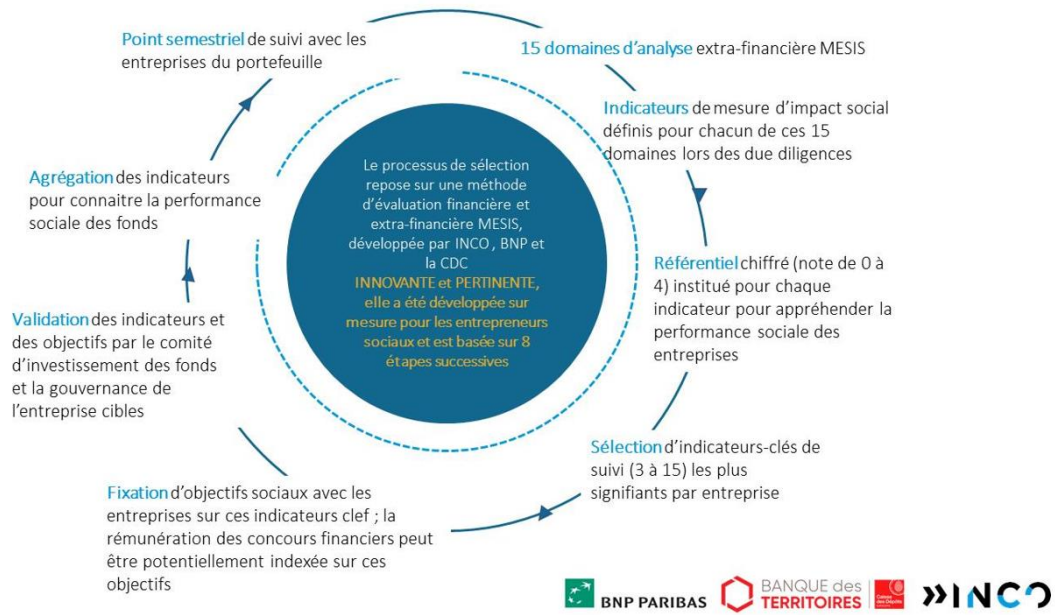 Point semestriel de suivi avec les
entreprises du portefeuille
15 domaines d'analyse extra-financière MESIS
Indicateurs de mesure d'impact social
définis pour chacun de ces 15
domaines lors des due diligences
Référentiel chiffré (note de 0 à
4) institué pour chaque
indicateur pour appréhender la
performance sociale des
entreprises
Sélection d'indicateurs-clés de
suivi (3 à 15) les plus
signifiants par entreprise
Fixation d'objectifs sociaux avec les
entreprises sur ces indicateurs clef ; la
rémunération des concours financiers peut
être potentiellement indexée sur ces
objectifs
Validation des indicateurs et
des objectifs par le comité
d'investissement des fonds
et la gouvernance de
l'entreprise cibles
Agrégation des indicateurs
pour connaitre la performance
sociale des fonds
Le processus de sélection
repose sur une méthode
d'évaluation financière et
extra-financière MESIS,
développée par INCO , BNP et
la CDC
INNOVANTE et PERTINENTE,
elle a été développée sur
mesure pour les entrepreneurs
sociaux et est basée sur 8
étapes successives
BNP PARIBAS
BANQUE des
TERRITOIRES
Caisse
des Dépôts
INCO